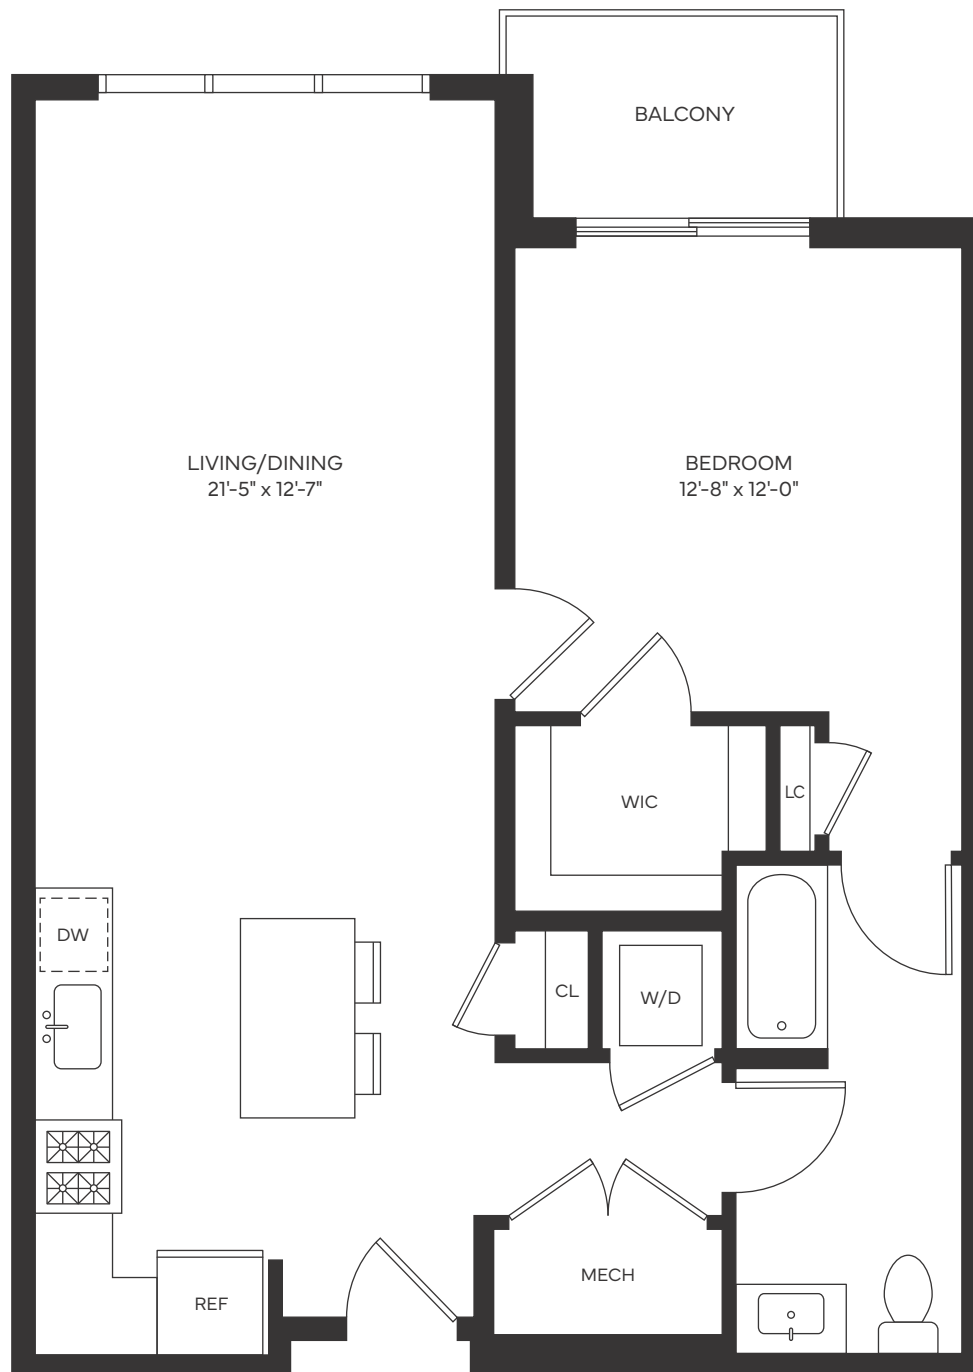 BALCONY
LIVING/DINING
21'-5" x 12'-7"
BEDROOM
12'-8" x 12'-0"
WIC
LC
DW
CL
W/D
MECH
REF